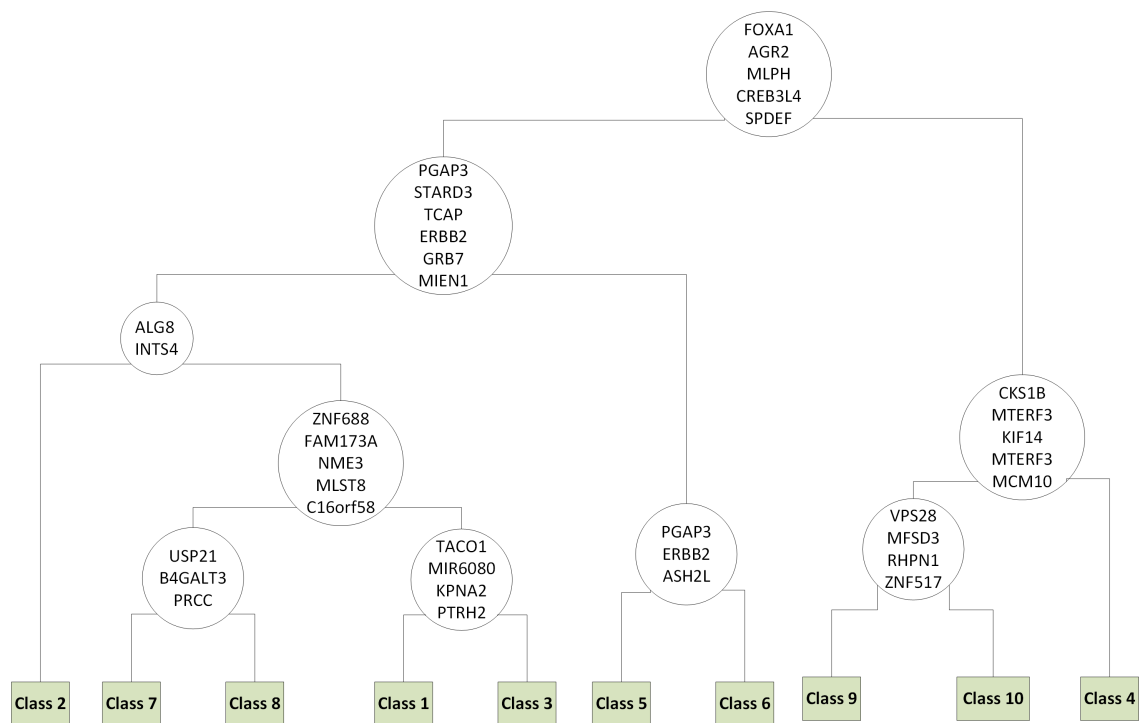 FOXA1
AGR2
MLPH
CREB3L4
SPDEF
PGAP3
STARD3
TCAP
ERBB2
GRB7
MIEN1
ALG8
INTS4
ZNF688
FAM173A
NME3
MLST8
C16orf58
CKS1B
MTERF3
KIF14
MTERF3
MCM10
USP21
B4GALT3
PRCC
TACO1
MIR6080
KPNA2
PTRH2
PGAP3
ERBB2
ASH2L
VPS28
MFSD3
RHPN1
ZNF517
Class 2
Class 7
Class 8
Class 1
Class 3
Class 5
Class 6
Class 9
Class 10
Class 4